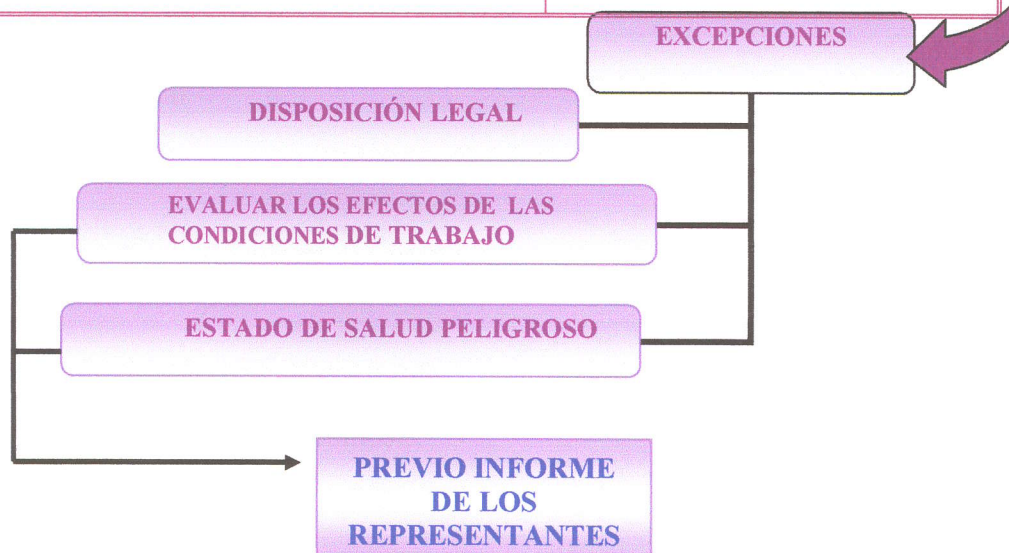 EXCEPCIONES
DISPOSICIÓN LEGAL
EVALUAR LOS EFECTOS DE LAS
CONDICIONES DE TRABAJO
ESTADO DE SALUD PELIGROSO
PREVIO INFORME
DE LOS
REPRESENTANTES